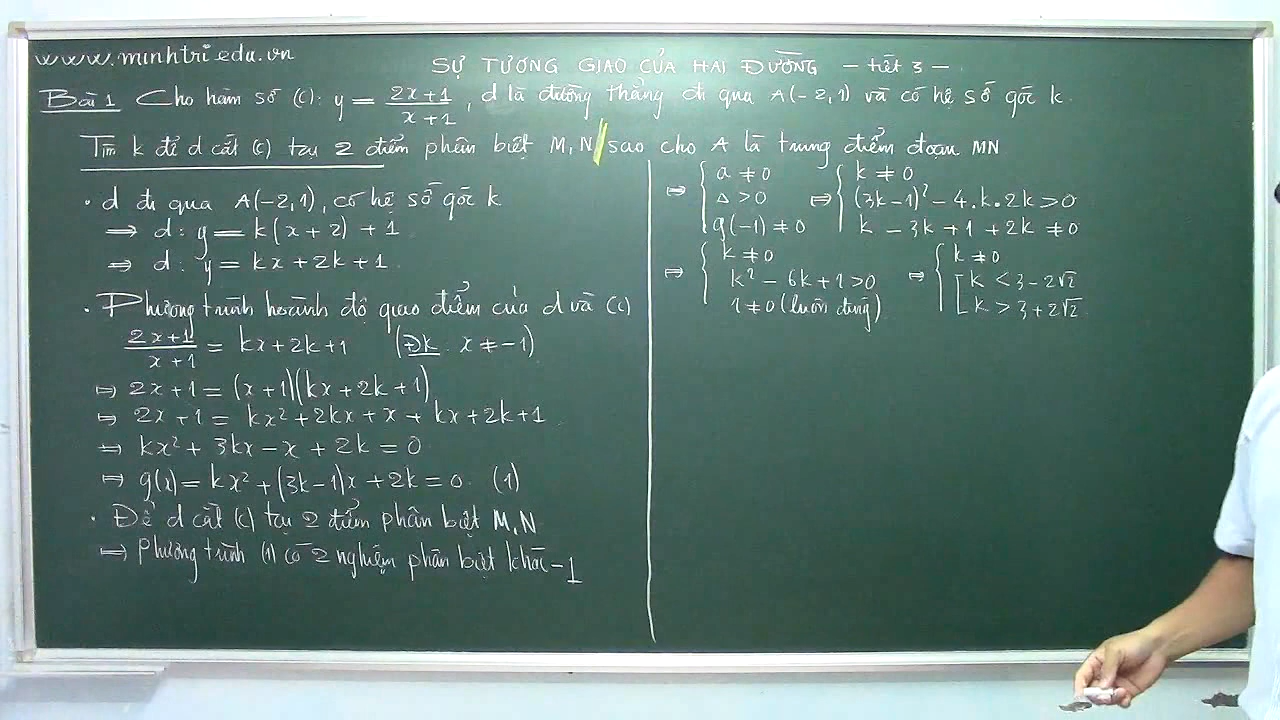 www.minhtri.edu.vn
SỰ TƯƠNG GIAO CỦA HAI ĐƯỜNG – tiết 3 –
Bài 1 Cho hàm số (C): y = (2x+1)/(x+1), d là đường thẳng đi qua A(-2,1) và có hệ số góc k.
Tìm k để d cắt (C) tại 2 điểm phân biệt M, N // sao cho A là trung điểm đoạn MN
• d đi qua A(-2,1), có hệ số góc k
⇒ d: y = k(x+2)+1
⇒ d: y = kx+2k+1.
• Phương trình hoành độ giao điểm của d và (C)
(2x+1)/(x+1) = kx+2k+1 (ĐK: x ≠ -1)
⇔ 2x+1 = (x+1)(kx+2k+1)
⇔ 2x+1 = kx²+2kx+x+kx+2k+1
⇔ kx²+3kx-x+2k = 0
⇔ g(x) = kx²+(3k-1)x+2k = 0. (1)
• Để d cắt (C) tại 2 điểm phân biệt M, N
⇔ Phương trình (1) có 2 nghiệm phân biệt khác -1
⇔ { a ≠ 0 ⇔ { k ≠ 0
Δ > 0 (3k-1)² - 4.k.2k > 0
g(-1) ≠ 0 k - 3k + 1 + 2k ≠ 0
⇔ { k ≠ 0 ⇔ { k ≠ 0
k² - 6k + 1 > 0 [ k < 3 - 2√2
1 ≠ 0 (luôn đúng) k > 3 + 2√2